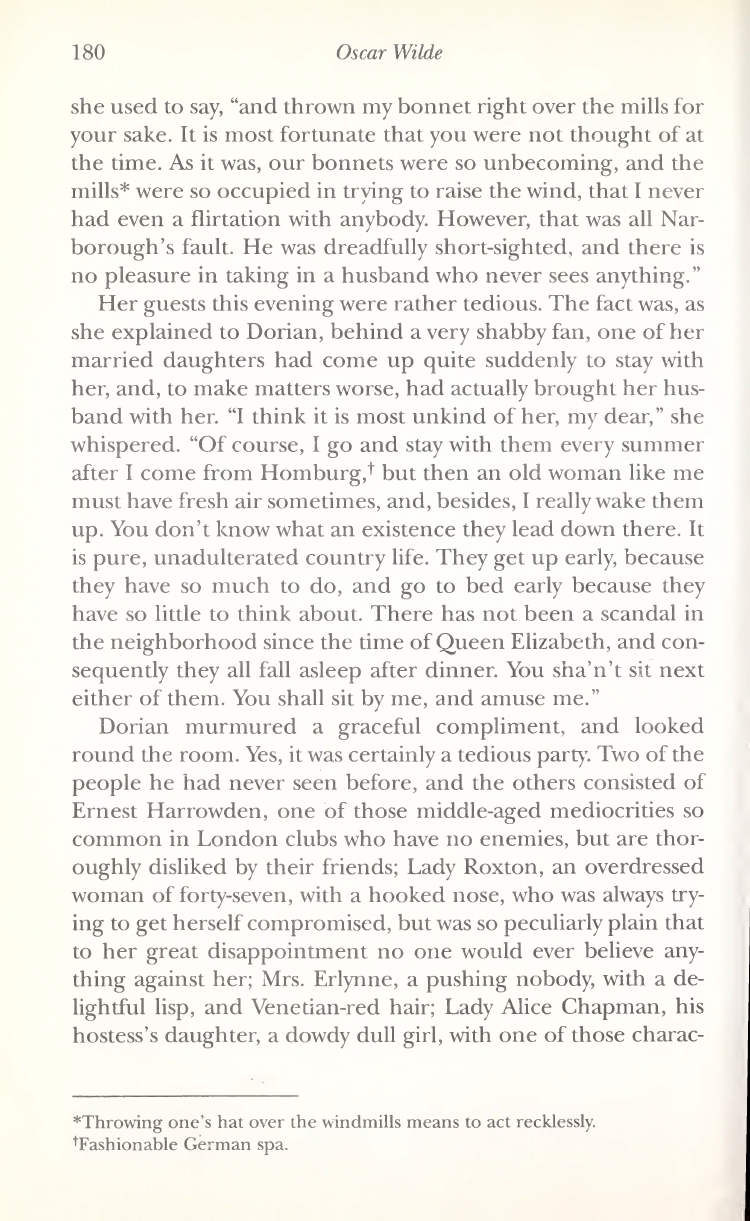 180
Oscar Wilde
she used to say, “and thrown my bonnet right over the mills for
your sake. It is most fortunate that you were not thought of at
the time. As it was, our bonnets were so unbecoming, and the
mills* were so occupied in trying to raise the wind, that I never
had even a flirtation with anybody. However, that was all Nar-
borough’s fault. He was dreadfully short-sighted, and there is
no pleasure in taking in a husband who never sees anything.”
Her guests this evening were rather tedious. The fact was, as
she explained to Dorian, behind a very shabby fan, one of her
married daughters had come up quite suddenly to stay with
her, and, to make matters worse, had actually brought her hus-
band with her. “I think it is most unkind of her, my dear,” she
whispered. “Of course, I go and stay with them every summer
after I come from Homburg,† but then an old woman like me
must have fresh air sometimes, and, besides, I really wake them
up. You don’t know what an existence they lead down there. It
is pure, unadulterated country life. They get up early, because
they have so much to do, and go to bed early because they
have so little to think about. There has not been a scandal in
the neighborhood since the time of Queen Elizabeth, and con-
sequently they all fall asleep after dinner. You sha’n’t sit next
either of them. You shall sit by me, and amuse me.”
Dorian murmured a graceful compliment, and looked
round the room. Yes, it was certainly a tedious party. Two of the
people he had never seen before, and the others consisted of
Ernest Harrowden, one of those middle-aged mediocrities so
common in London clubs who have no enemies, but are thor-
oughly disliked by their friends; Lady Roxton, an overdressed
woman of forty-seven, with a hooked nose, who was always try-
ing to get herself compromised, but was so peculiarly plain that
to her great disappointment no one would ever believe any-
thing against her; Mrs. Erlynne, a pushing nobody, with a de-
lightful lisp, and Venetian-red hair; Lady Alice Chapman, his
hostess’s daughter, a dowdy dull girl, with one of those charac-
*Throwing one’s hat over the windmills means to act recklessly.
†Fashionable German spa.